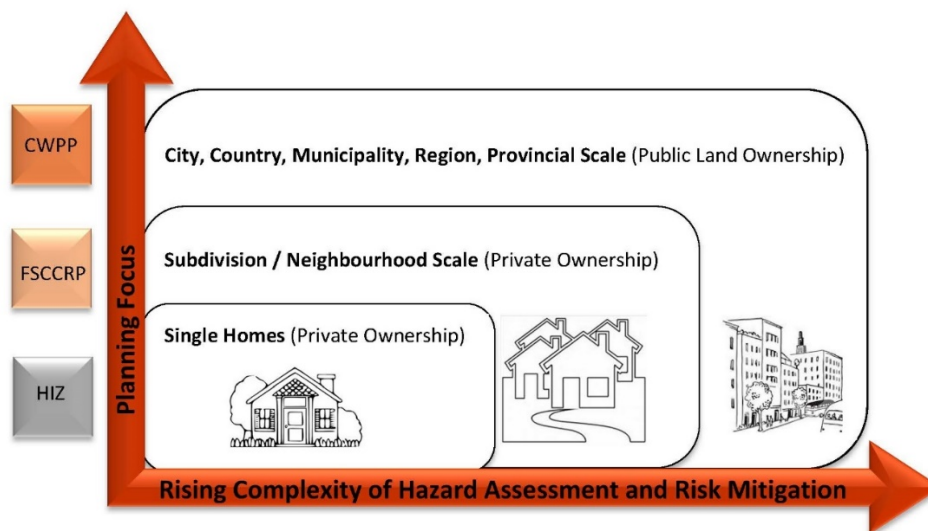 CWPP
City, Country, Municipality, Region, Provincial Scale (Public Land Ownership)
FSCCRP
Subdivision / Neighbourhood Scale (Private Ownership)
Single Homes (Private Ownership)
HIZ
Planning Focus
Rising Complexity of Hazard Assessment and Risk Mitigation